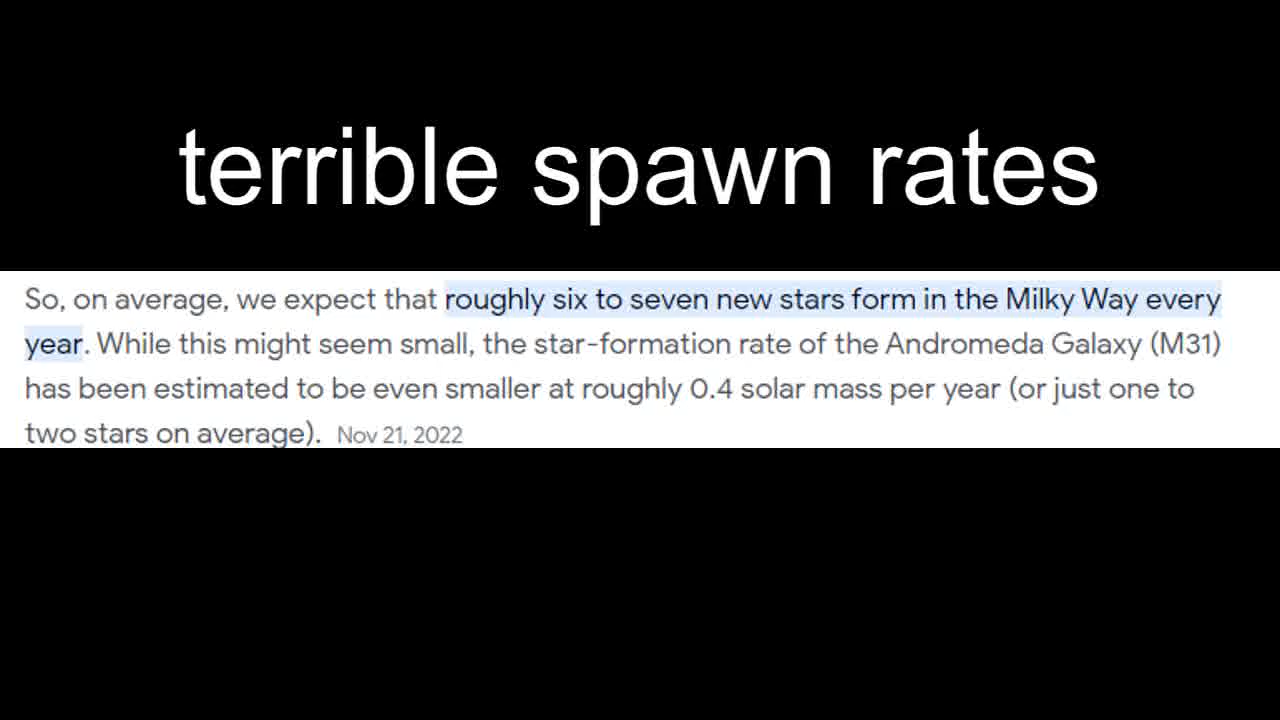 terrible spawn rates
So, on average, we expect that roughly six to seven new stars form in the Milky Way every
year. While this might seem small, the star-formation rate of the Andromeda Galaxy (M31)
has been estimated to be even smaller at roughly 0.4 solar mass per year (or just one to
two stars on average). Nov 21, 2022